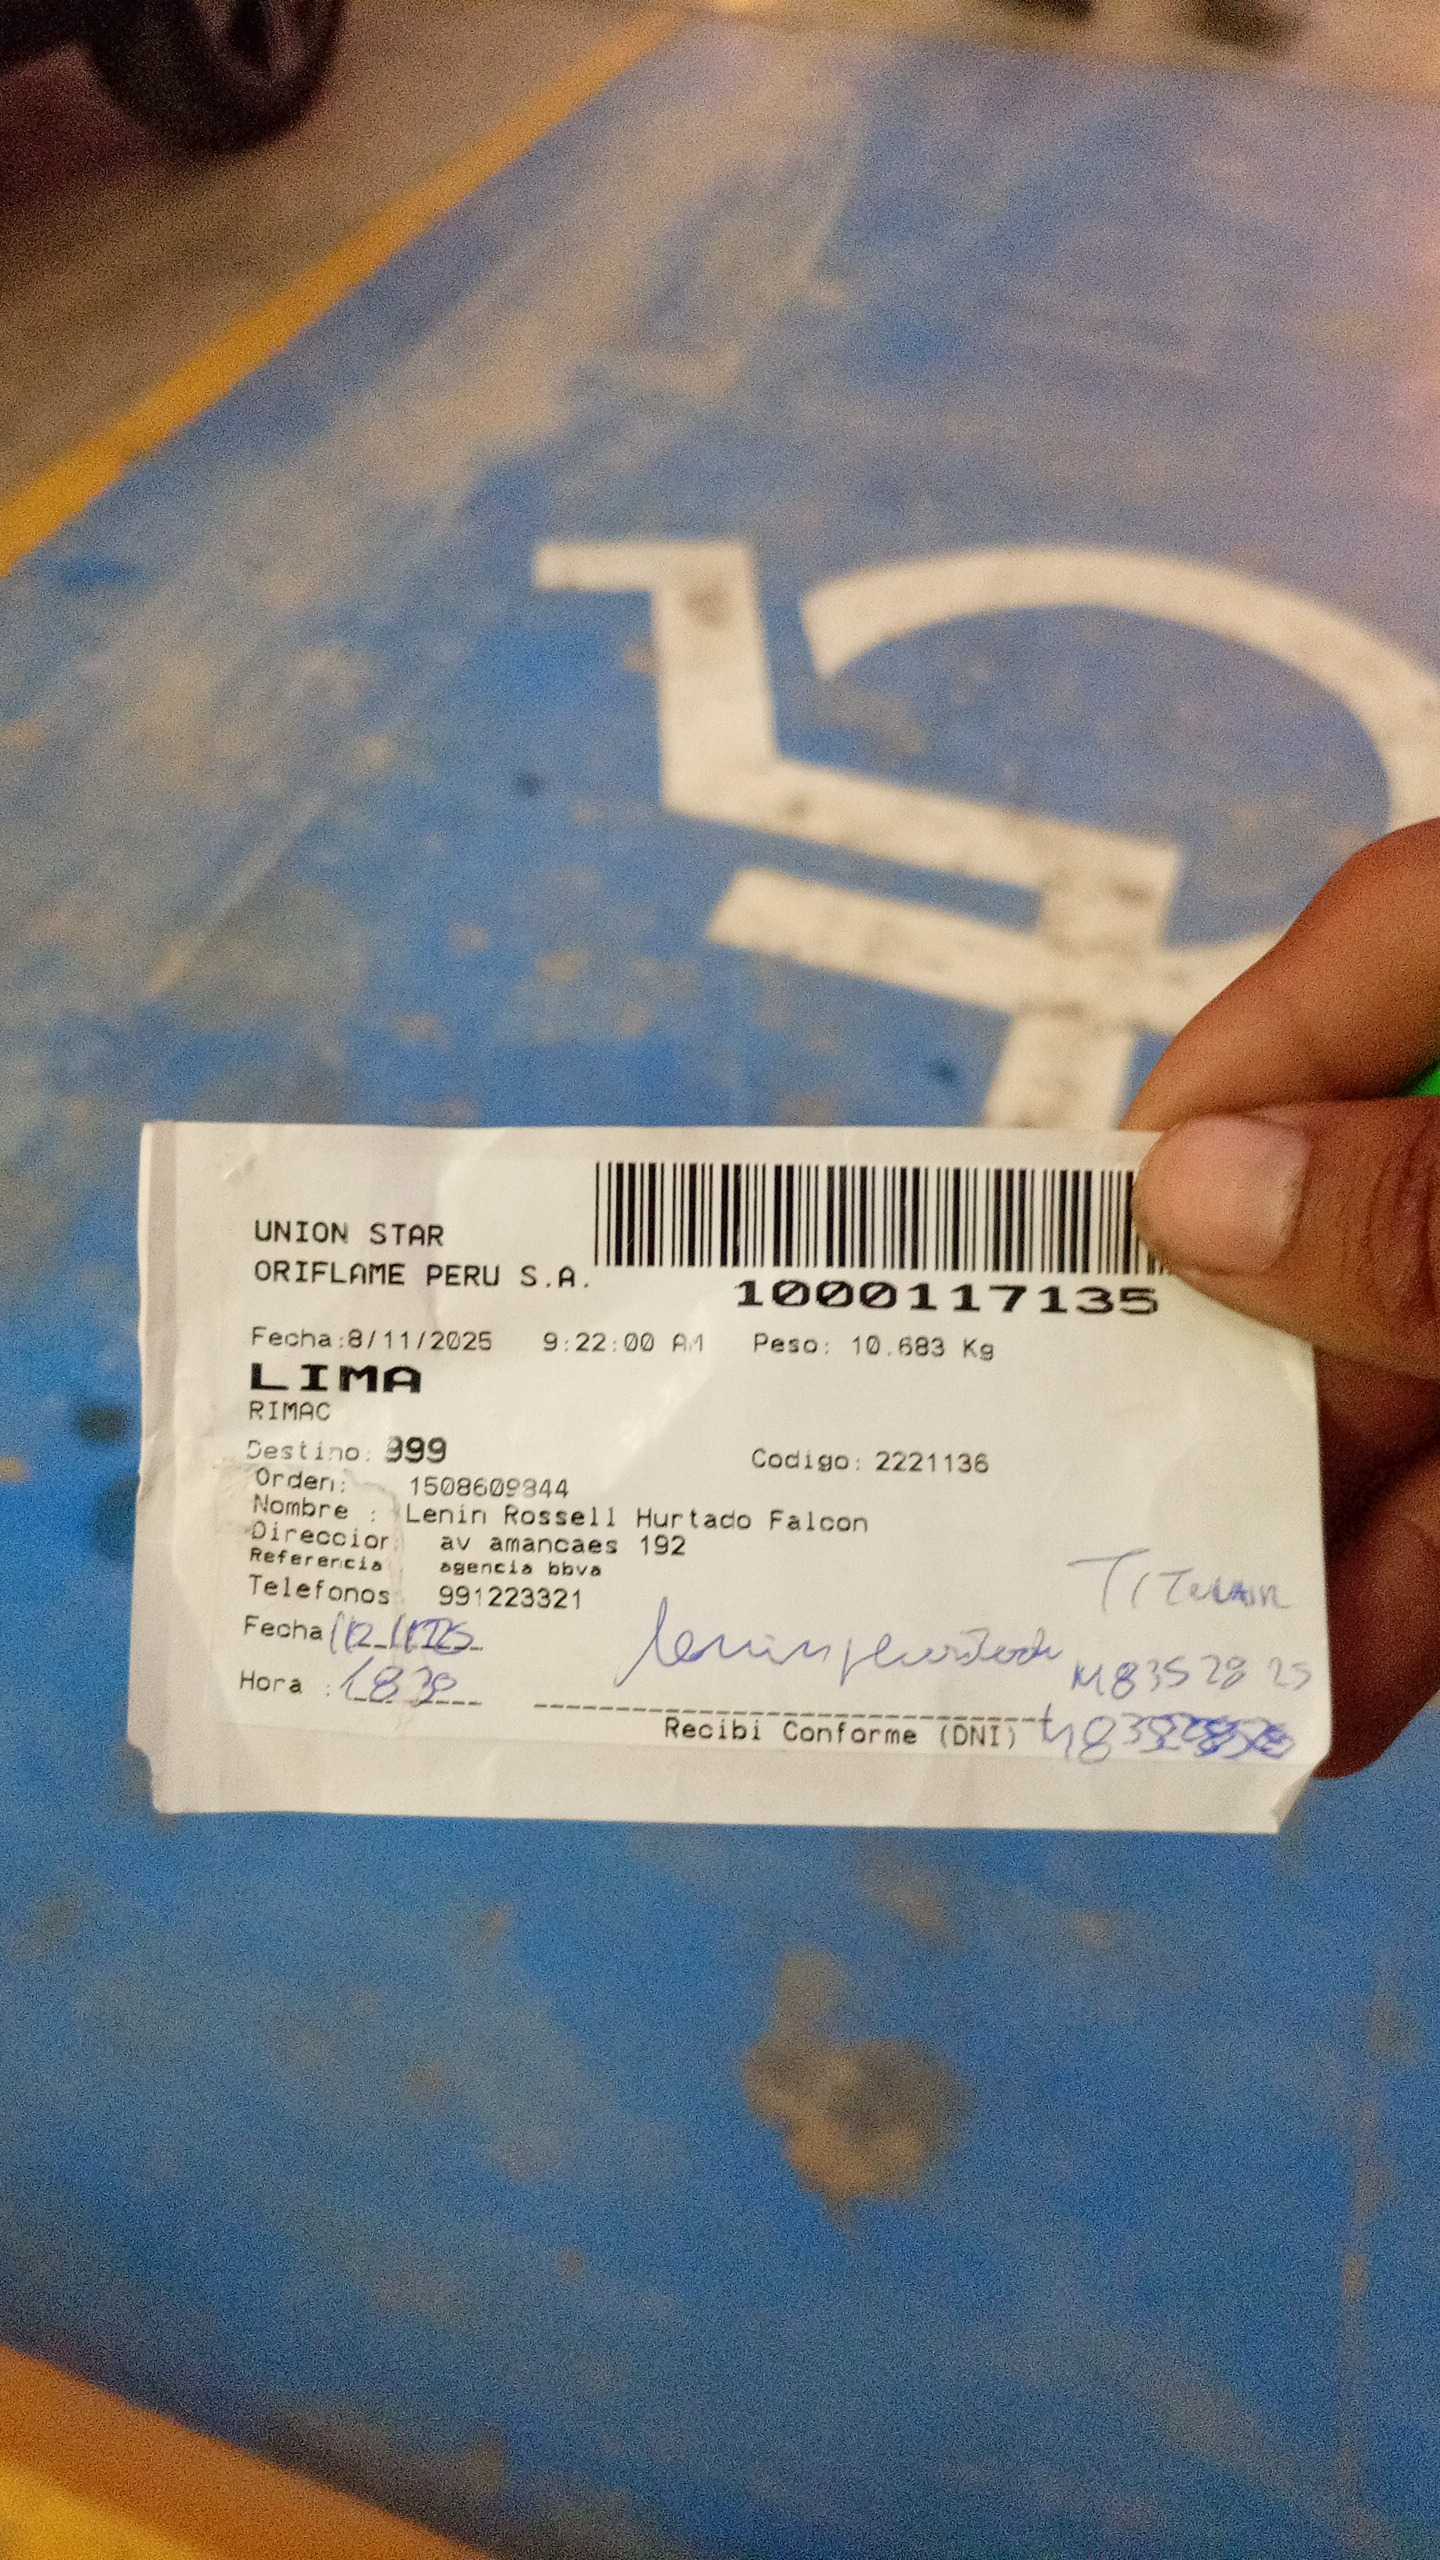 UNION STAR
ORIFLAME PERU S.A.
1000117135
Fecha:8/11/2025 9:22:00 AM Peso: 10.683 Kg
LIMA
RIMAC
Destino: 999 Codigo: 2221136
Orden: 1508609844
Nombre : Lenin Rossell Hurtado Falcon
Direccion av amancaes 192
Referencia agencia bbva
Telefonos 991223321
Titular
Fecha
Hora : 1830
Recibi Conforme (DNI)